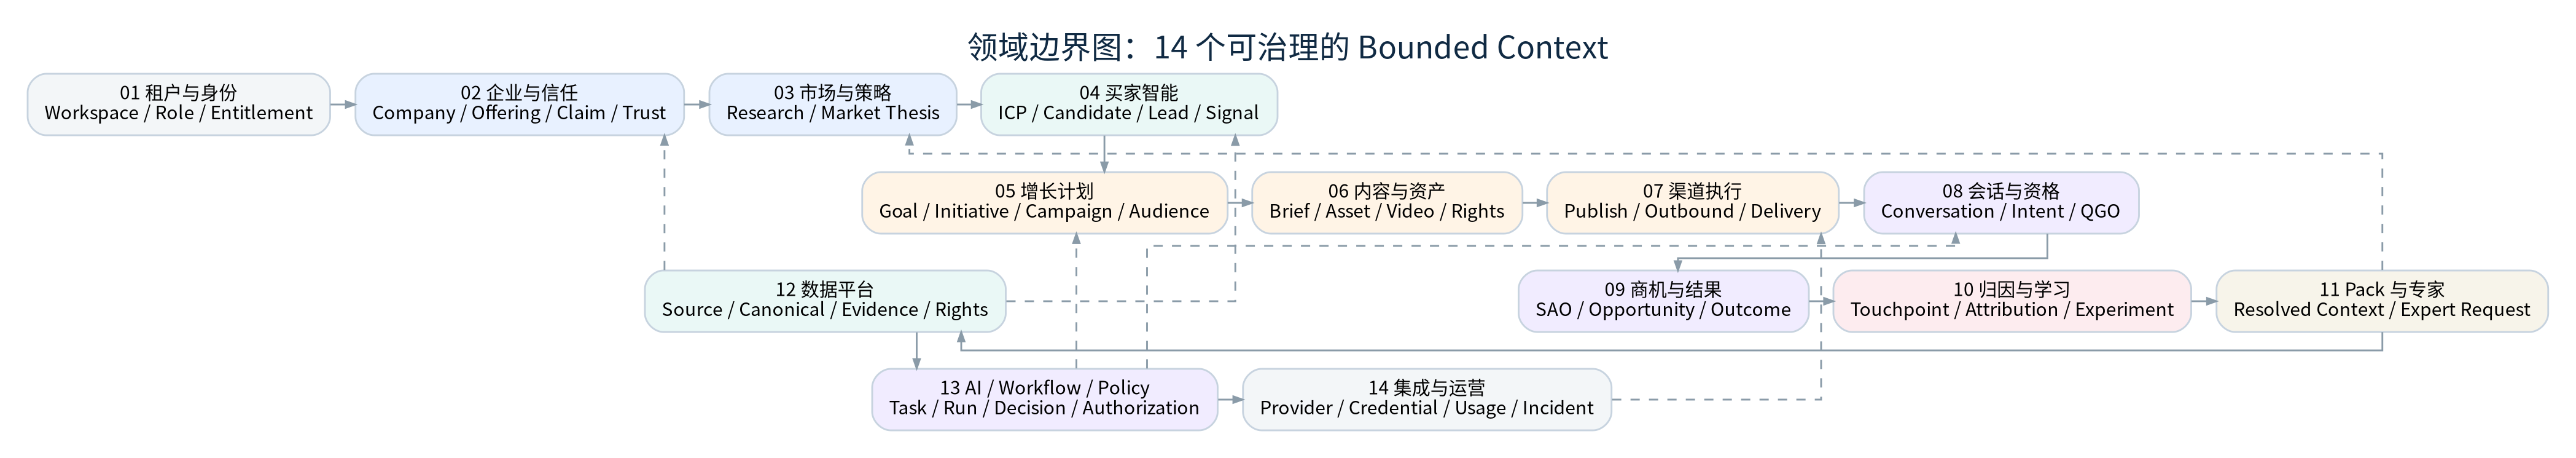 领域边界图：14 个可治理的 Bounded Context
01 租户与身份
Workspace / Role / Entitlement
02 企业与信任
Company / Offering / Claim / Trust
03 市场与策略
Research / Market Thesis
04 买家智能
ICP / Candidate / Lead / Signal
05 增长计划
Goal / Initiative / Campaign / Audience
06 内容与资产
Brief / Asset / Video / Rights
07 渠道执行
Publish / Outbound / Delivery
08 会话与资格
Conversation / Intent / QGO
12 数据平台
Source / Canonical / Evidence / Rights
09 商机与结果
SAO / Opportunity / Outcome
10 归因与学习
Touchpoint / Attribution / Experiment
11 Pack 与专家
Resolved Context / Expert Request
13 AI / Workflow / Policy
Task / Run / Decision / Authorization
14 集成与运营
Provider / Credential / Usage / Incident